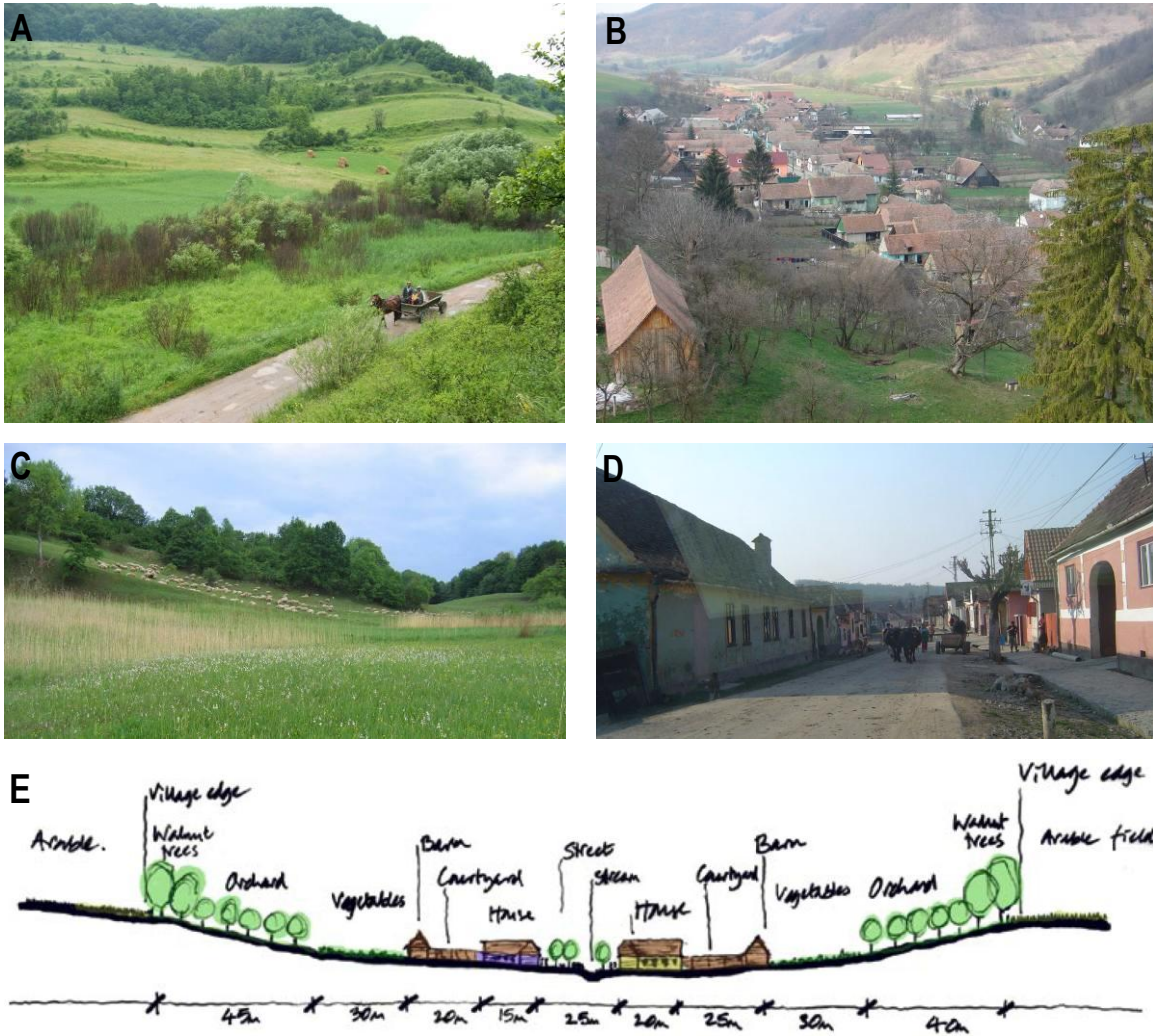 A
B
C
D
E
Village edge
Village edge
Arable.
Walnut trees
Orchard
Vegetables
Barn
Courtyard
House
Street
Stream
House
Barn
Courtyard
Vegetables
Orchard
Walnut trees
Arable field
45m
30m
20m
15m
25m
20m
25m
30m
40m